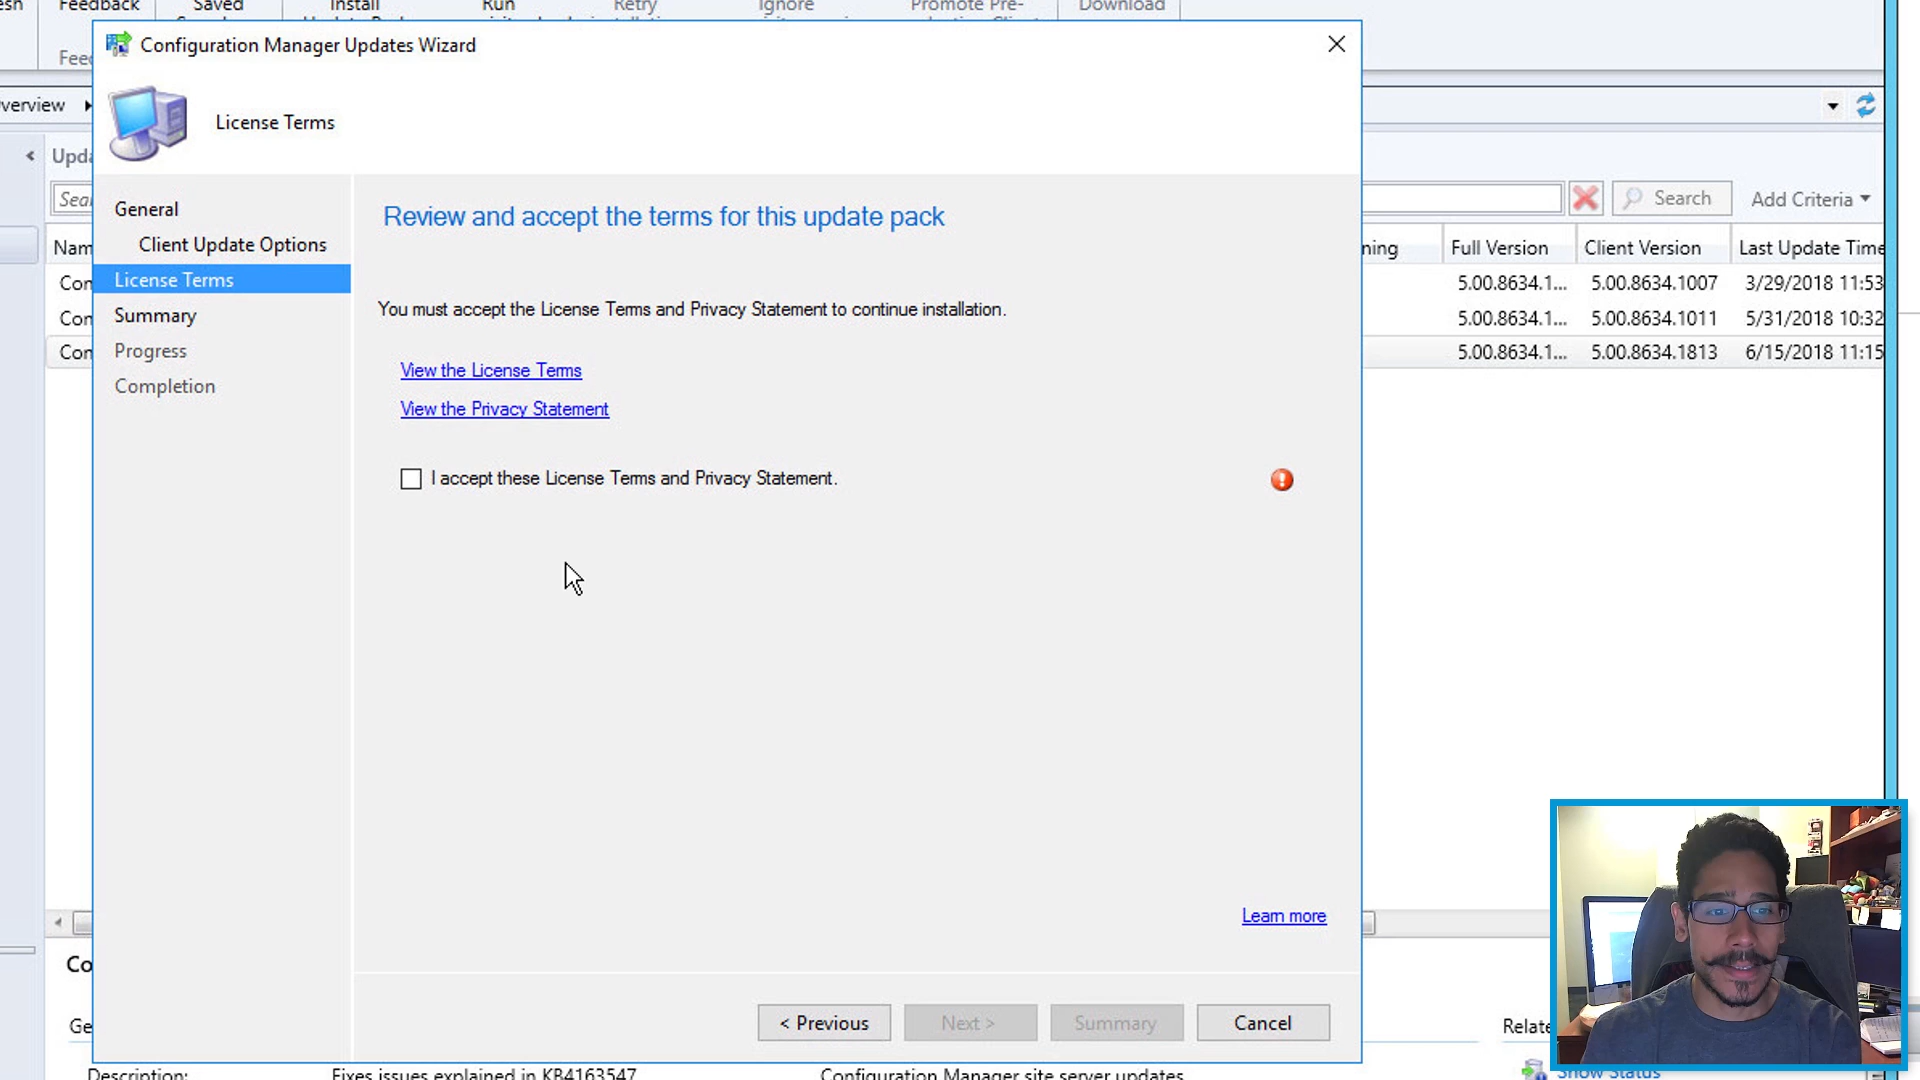 Feedback Saved Install Run Retry Ignore Promote Pre- Download
Configuration Manager Updates Wizard
License Terms
Search
Add Criteria
General
Client Update Options
License Terms
Summary
Progress
Completion
Review and accept the terms for this update pack
You must accept the License Terms and Privacy Statement to continue installation.
View the License Terms
View the Privacy Statement
I accept these License Terms and Privacy Statement.
Learn more
< Previous Next > Summary Cancel
Full Version Client Version Last Update Time
5.00.8634.1... 5.00.8634.1007 3/29/2018 11:53
5.00.8634.1... 5.00.8634.1011 5/31/2018 10:32
5.00.8634.1... 5.00.8634.1813 6/15/2018 11:15
Description: Fixes issues explained in KB4163547 Configuration Manager site server updates
Show Status